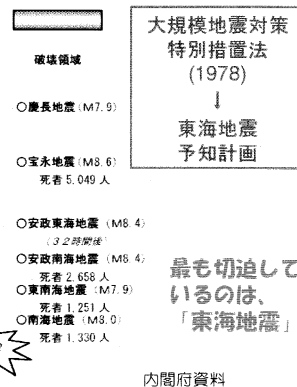 破壊領域
○慶長地震(M7.9)
○宝永地震(M8.6)
死者5,049人
○安政東海地震(M8.4)
(32時間後)
○安政南海地震(M8.4)
死者2,658人
○東南海地震(M7.9)
死者1,251人
○南海地震(M8.0)
死者1,330人
大規模地震対策
特別措置法
(1978)
↓
東海地震
予知計画
最も切迫して
いるのは、
「東海地震」
内閣府資料